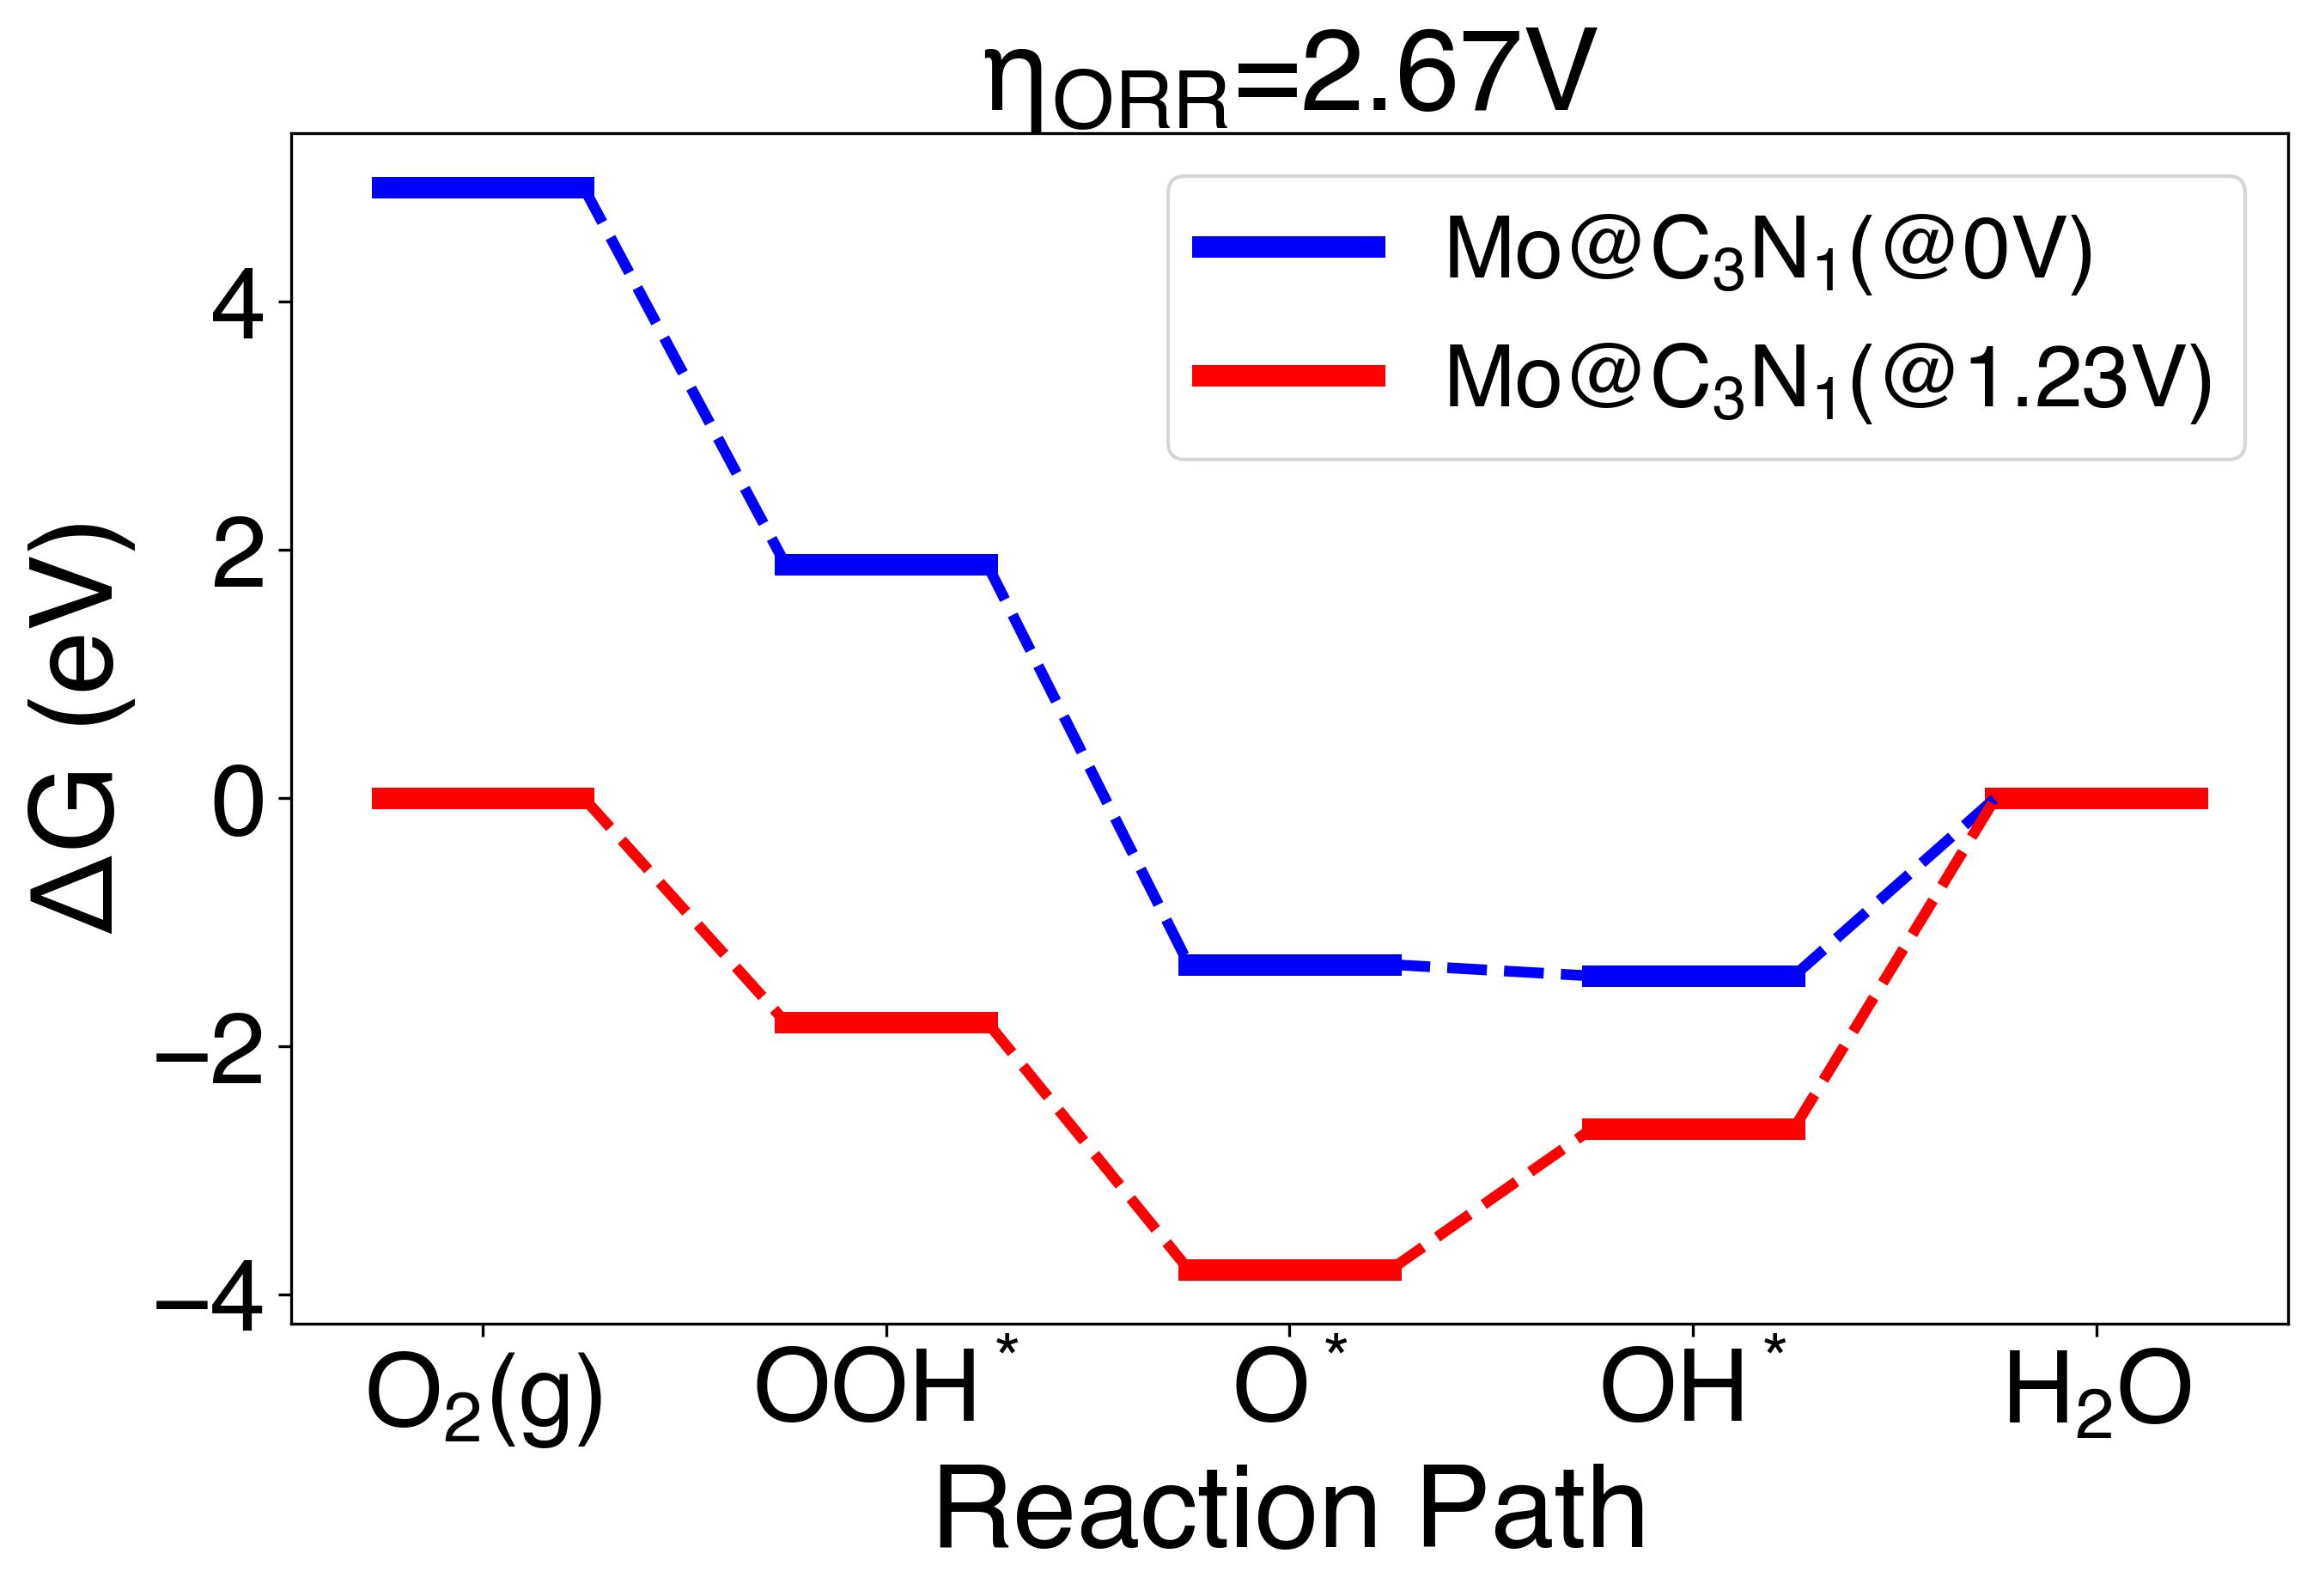 η_ORR=2.67V
Mo@C₃N₁(@0V)
Mo@C₃N₁(@1.23V)
ΔG (eV)
4
2
0
−2
−4
O₂(g) OOH* O* OH* H₂O
Reaction Path